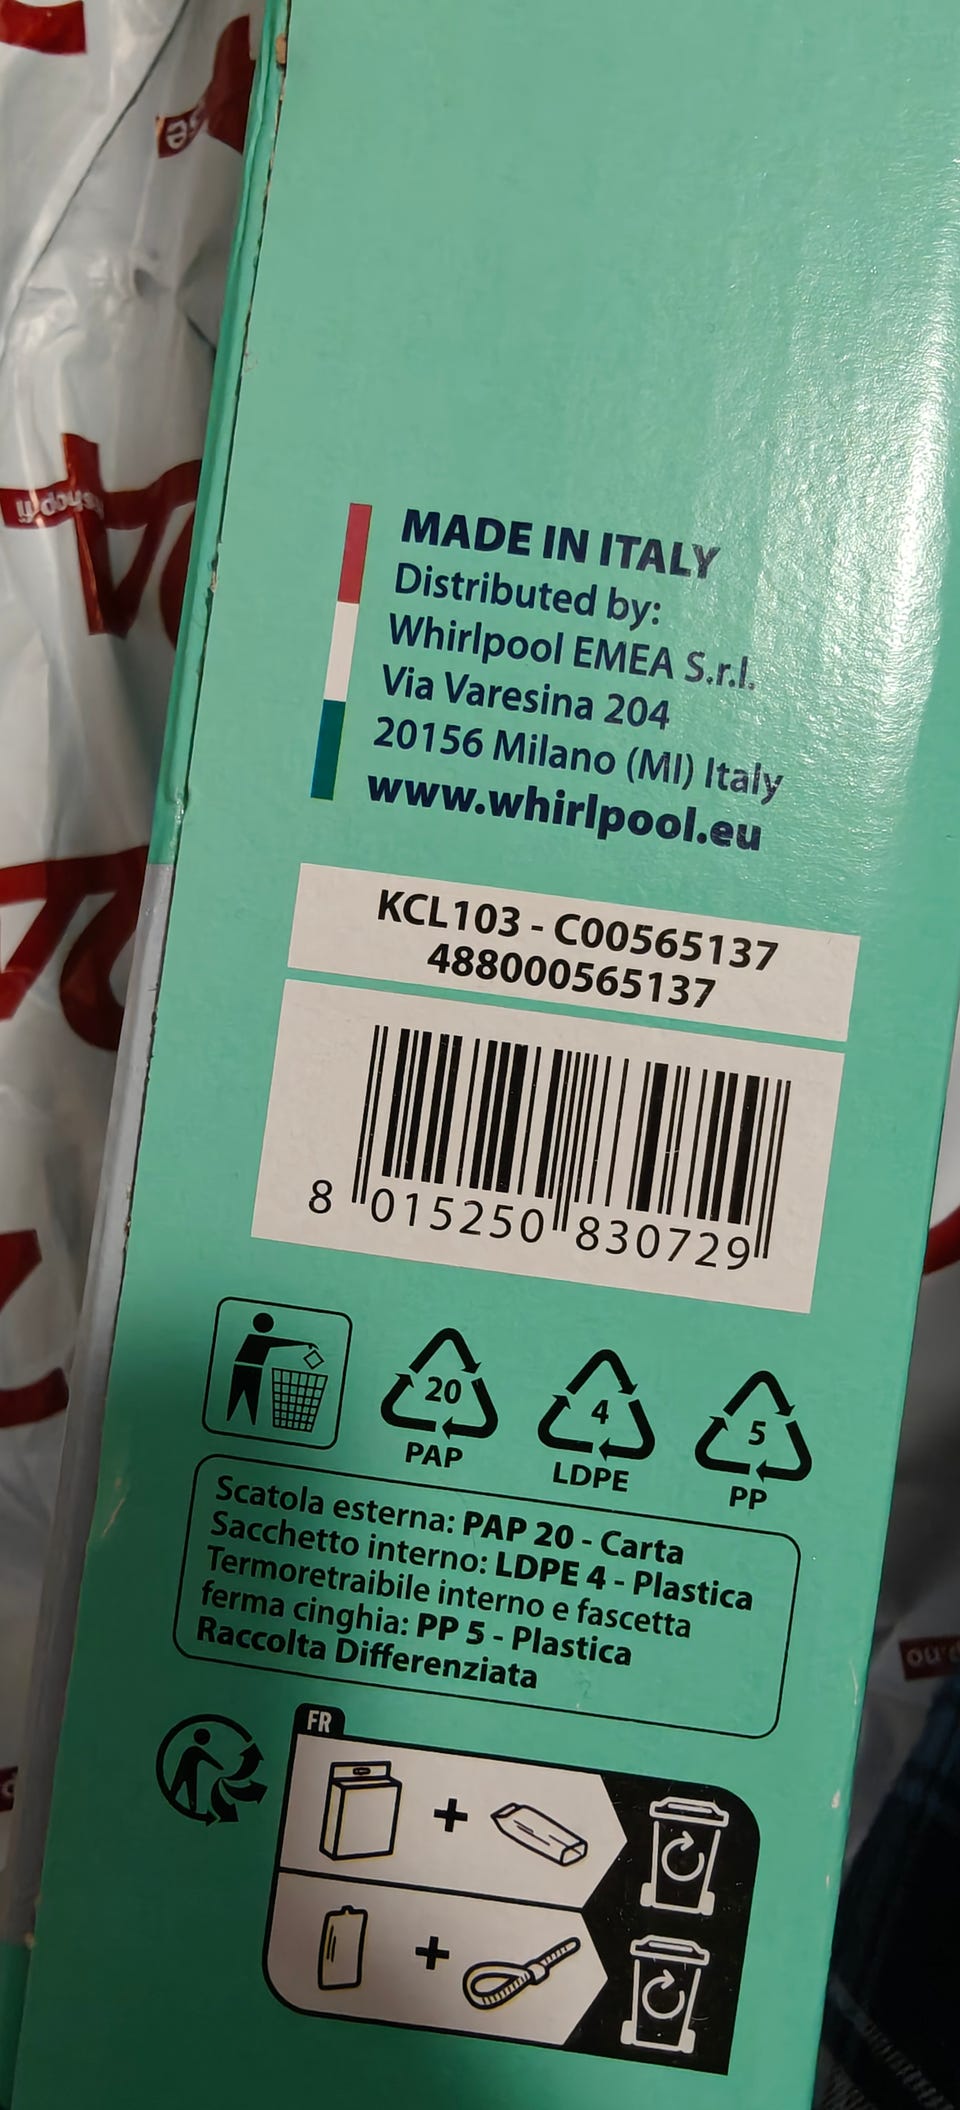 MADE IN ITALY
Distributed by:
Whirlpool EMEA S.r.l.
Via Varesina 204
20156 Milano (MI) Italy
www.whirlpool.eu
KCL103 - C00565137
488000565137
8 015250 830729
20
PAP
4
LDPE
5
PP
Scatola esterna: PAP 20 - Carta
Sacchetto interno: LDPE 4 - Plastica
Termoretraibile interno e fascetta
ferma cinghia: PP 5 - Plastica
Raccolta Differenziata
FR